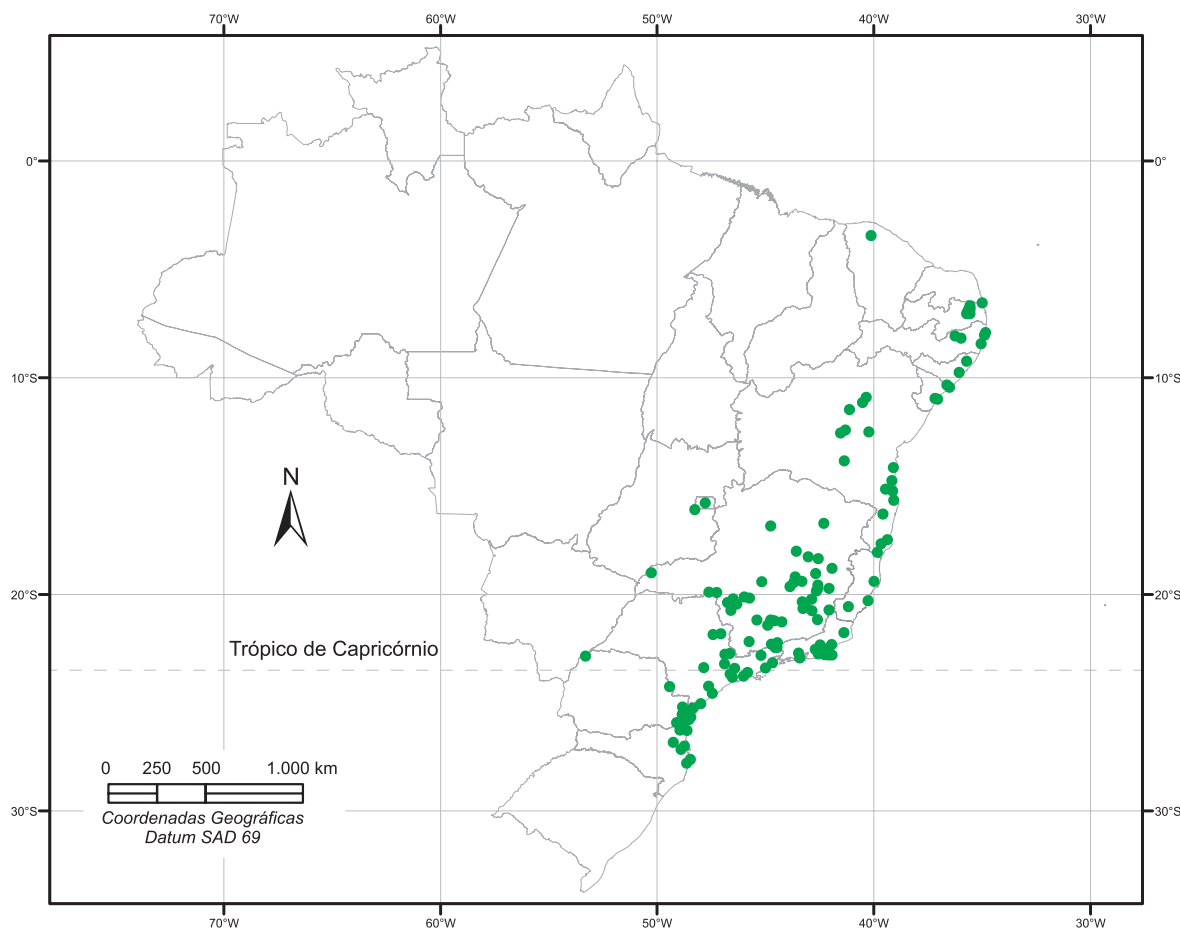 70°W 60°W 50°W 40°W 30°W
0° 0°
10°S 10°S
N
20°S 20°S
Trópico de Capricórnio
0 250 500 1.000 km
30°S 30°S
Coordenadas Geográficas
Datum SAD 69
70°W 60°W 50°W 40°W 30°W